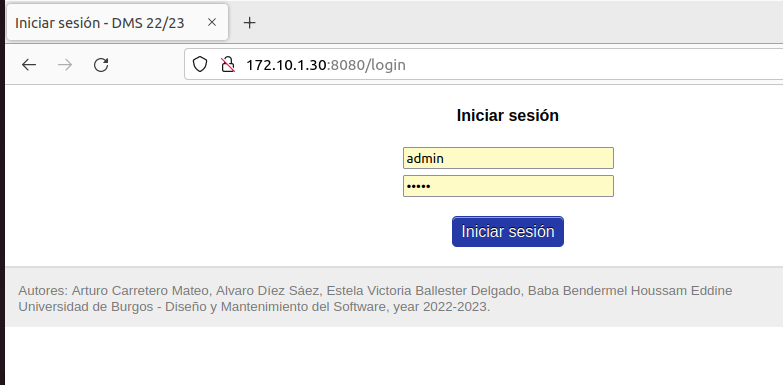 Iniciar sesión - DMS 22/23
172.10.1.30:8080/login
Iniciar sesión
admin
•••••
Iniciar sesión
Autores: Arturo Carretero Mateo, Alvaro Díez Sáez, Estela Victoria Ballester Delgado, Baba Bendermel Houssam Eddine
Universidad de Burgos - Diseño y Mantenimiento del Software, year 2022-2023.